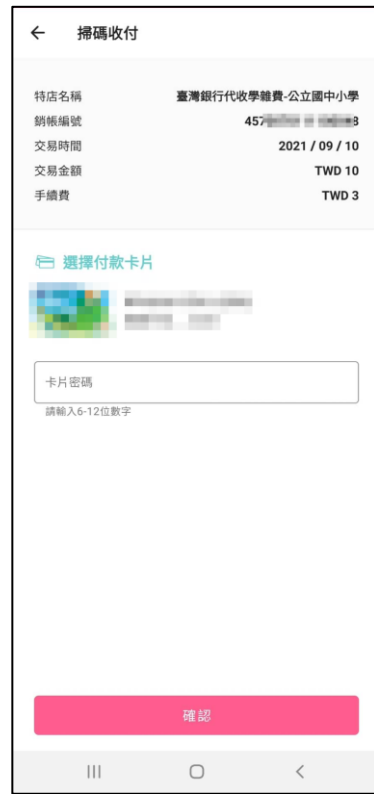 掃碼收付
特店名稱 臺灣銀行代收學雜費-公立國中小學
銷帳編號 457 8
交易時間 2021 / 09 / 10
交易金額 TWD 10
手續費 TWD 3
選擇付款卡片
卡片密碼
請輸入6-12位數字
確認